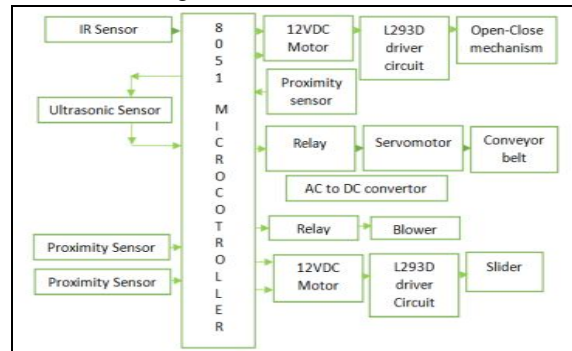 IR Sensor
Ultrasonic Sensor
Proximity Sensor
Proximity Sensor
8
0
5
1
M
I
C
R
O
C
O
T
R
O
L
L
E
R
12VDC
Motor
L293D
driver
circuit
Open-Close
mechanism
Proximity
sensor
Relay
Servomotor
Conveyor
belt
AC to DC convertor
Relay
Blower
12VDC
Motor
L293D
driver
Circuit
Slider